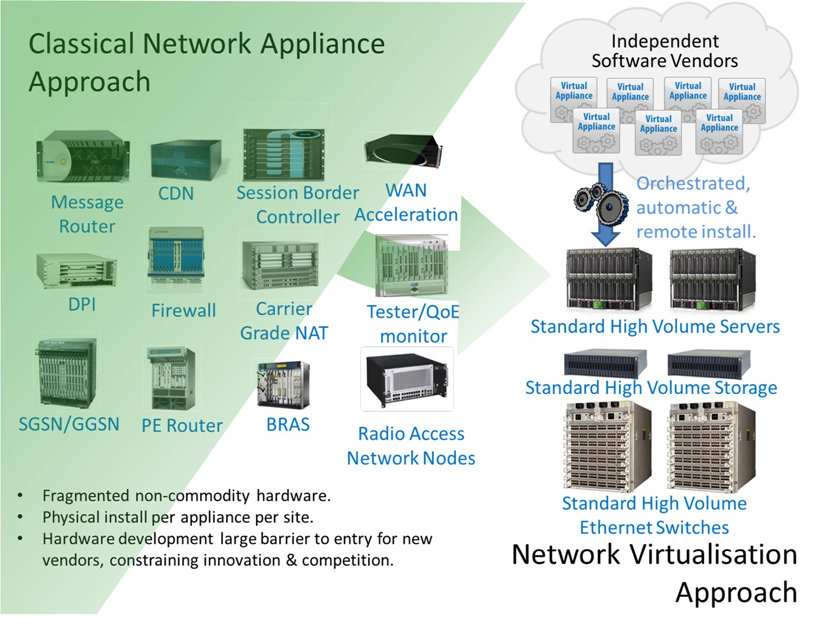 Classical Network Appliance
Approach
Message
Router
CDN
Session Border
Controller
WAN
Acceleration
DPI
Firewall
Carrier
Grade NAT
Tester/QoE
monitor
SGSN/GGSN
PE Router
BRAS
Radio Access
Network Nodes
• Fragmented non-commodity hardware.
• Physical install per appliance per site.
• Hardware development large barrier to entry for new
vendors, constraining innovation & competition.
Independent
Software Vendors
Virtual
Appliance
Virtual
Appliance
Virtual
Appliance
Virtual
Appliance
Virtual
Appliance
Virtual
Appliance
Virtual
Appliance
Orchestrated,
automatic &
remote install.
Standard High Volume Servers
Standard High Volume Storage
Standard High Volume
Ethernet Switches
Network Virtualisation
Approach